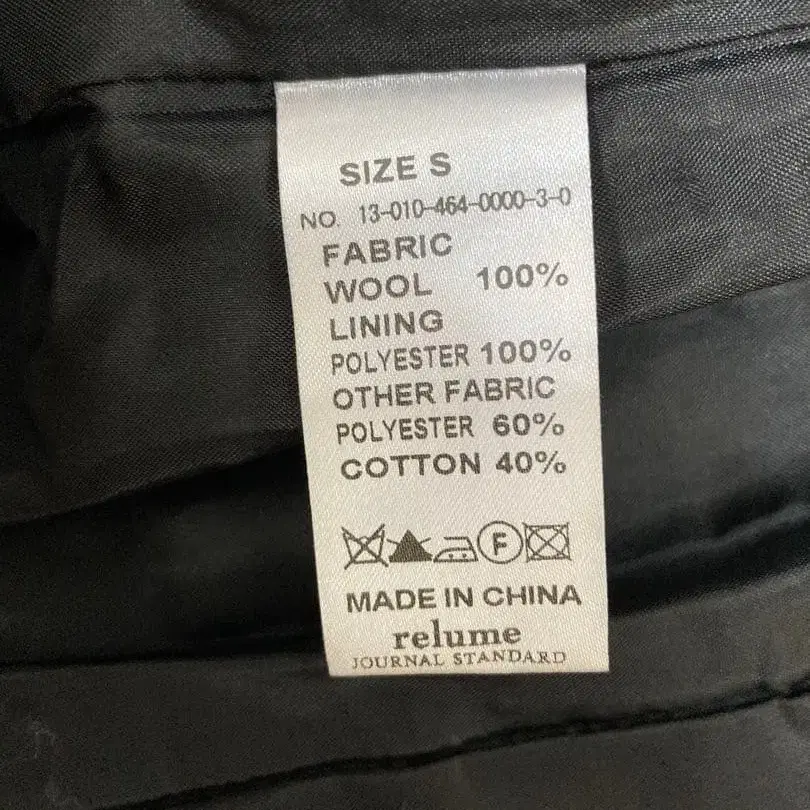 SIZE S
NO. 13-010-464-0000-3-0
FABRIC
WOOL 100%
LINING
POLYESTER 100%
OTHER FABRIC
POLYESTER 60%
COTTON 40%
F
MADE IN CHINA
relume
JOURNAL STANDARD